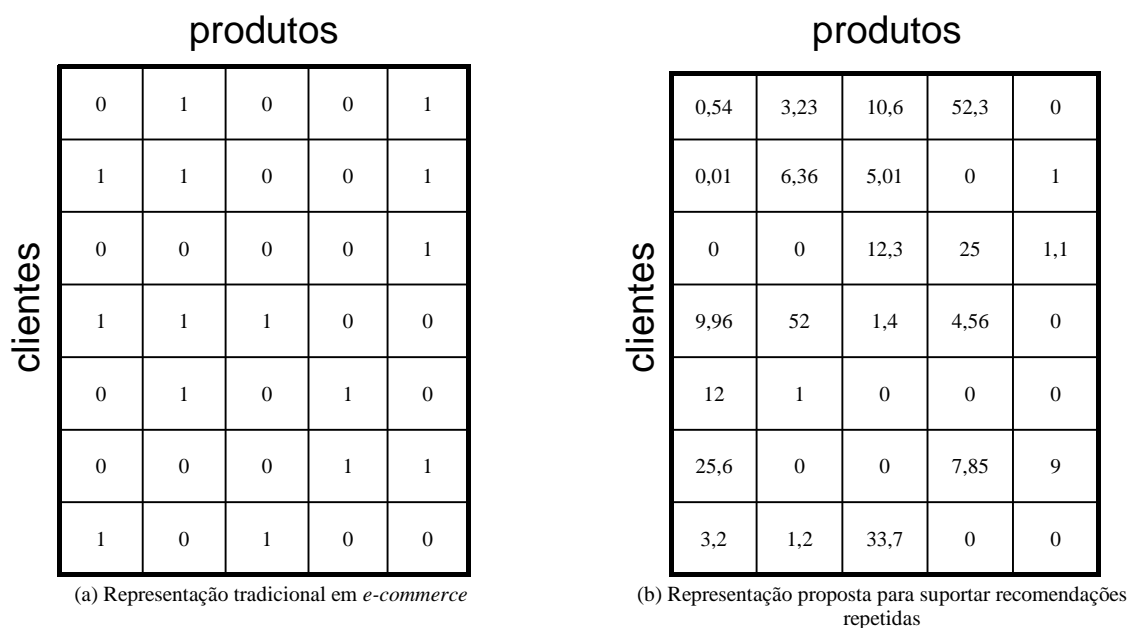 produtos
clientes
0 1 0 0 1
1 1 0 0 1
0 0 0 0 1
1 1 1 0 0
0 1 0 1 0
0 0 0 1 1
1 0 1 0 0
(a) Representação tradicional em e-commerce
produtos
clientes
0,54 3,23 10,6 52,3 0
0,01 6,36 5,01 0 1
0 0 12,3 25 1,1
9,96 52 1,4 4,56 0
12 1 0 0 0
25,6 0 0 7,85 9
3,2 1,2 33,7 0 0
(b) Representação proposta para suportar recomendações
repetidas